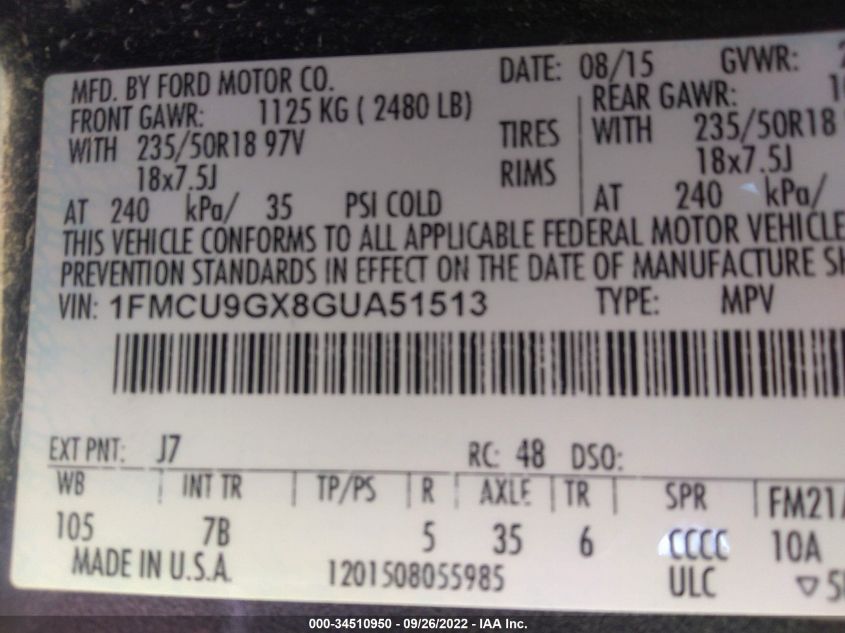 MFD. BY FORD MOTOR CO. DATE: 08/15 GVWR:
FRONT GAWR: 1125 KG ( 2480 LB) REAR GAWR:
WITH 235/50R18 97V TIRES WITH 235/50R18
18x7.5J RIMS 18x7.5J
AT 240 kPa/ 35 PSI COLD AT 240 kPa/
THIS VEHICLE CONFORMS TO ALL APPLICABLE FEDERAL MOTOR VEHICLE
PREVENTION STANDARDS IN EFFECT ON THE DATE OF MANUFACTURE
VIN: 1FMCU9GX8GUA51513 TYPE: MPV
EXT PNT: J7 RC: 48 DSO:
WB INT TR TP/PS R AXLE TR SPR FM21
105 7B 5 35 6 CCCC 10A
MADE IN U.S.A. 1201508055985 ULC
000-34510950 - 09/26/2022 - IAA Inc.